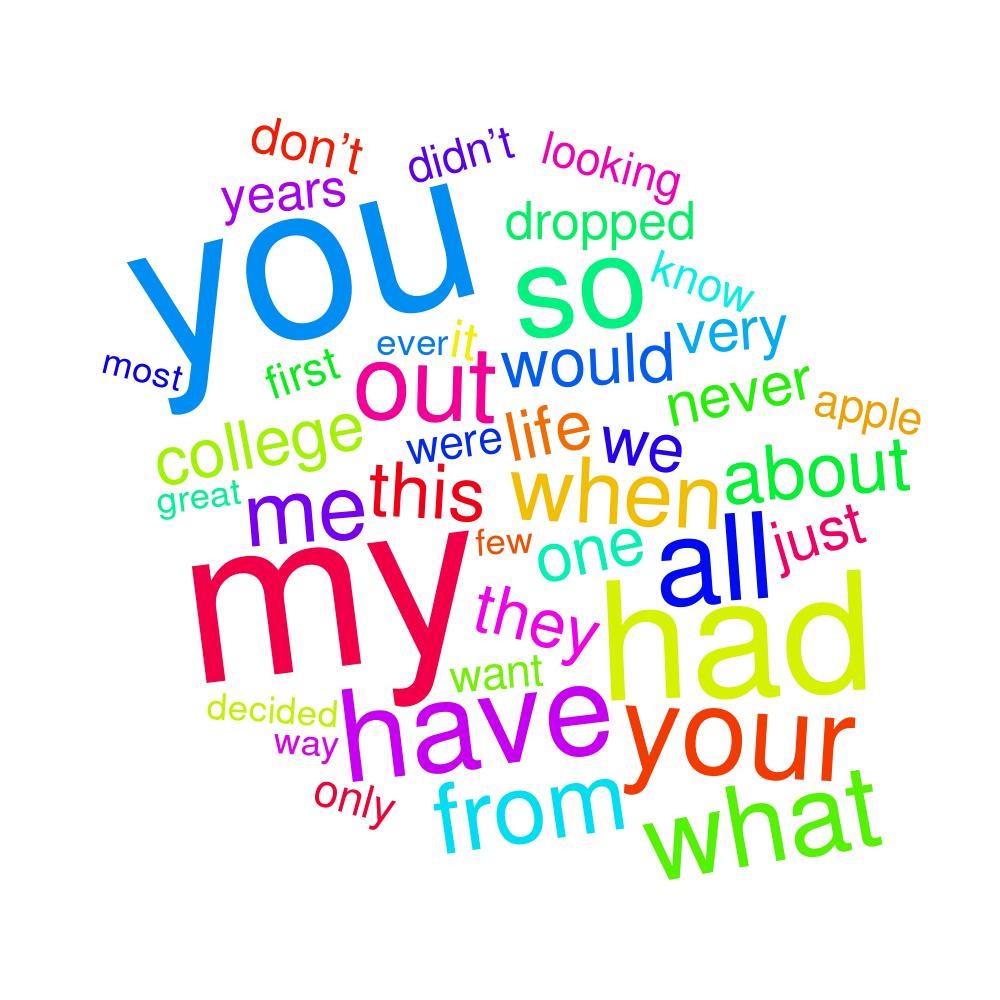 don’t
didn’t
looking
years
dropped
you
so
know
ever
it
would
very
most
first
out
never
apple
college
were
life
we
about
great
me
this
when
few
one
all
just
my
they
had
want
decided
have
your
way
only
from
what